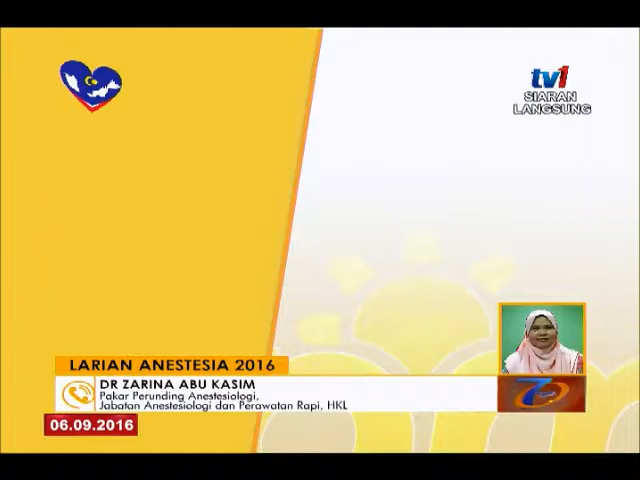 tv1
SIARAN
LANGSUNG
LARIAN ANESTESIA 2016
DR ZARINA ABU KASIM
Pakar Perunding Anestesiologi,
Jabatan Anestesiologi dan Perawatan Rapi, HKL
7
06.09.2016